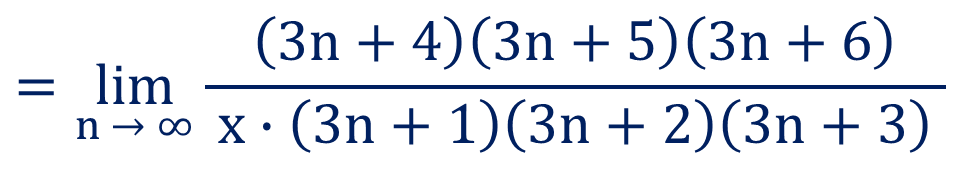 = lim n → ∞ (3n + 4)(3n + 5)(3n + 6)
x · (3n + 1)(3n + 2)(3n + 3)